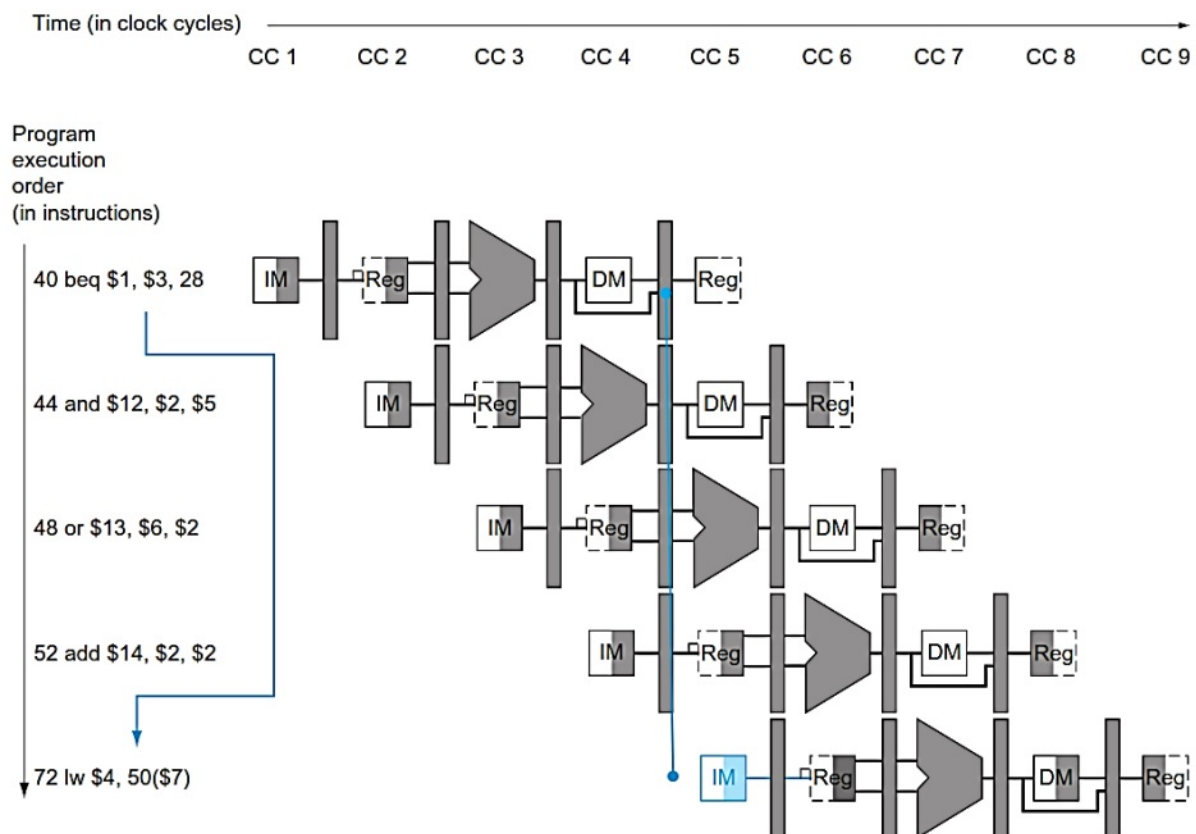 Time (in clock cycles)
CC 1 CC 2 CC 3 CC 4 CC 5 CC 6 CC 7 CC 8 CC 9
Program
execution
order
(in instructions)
40 beq $1, $3, 28 IM Reg DM Reg
44 and $12, $2, $5 IM Reg DM Reg
48 or $13, $6, $2 IM Reg DM Reg
52 add $14, $2, $2 IM Reg DM Reg
72 lw $4, 50($7) IM Reg DM Reg